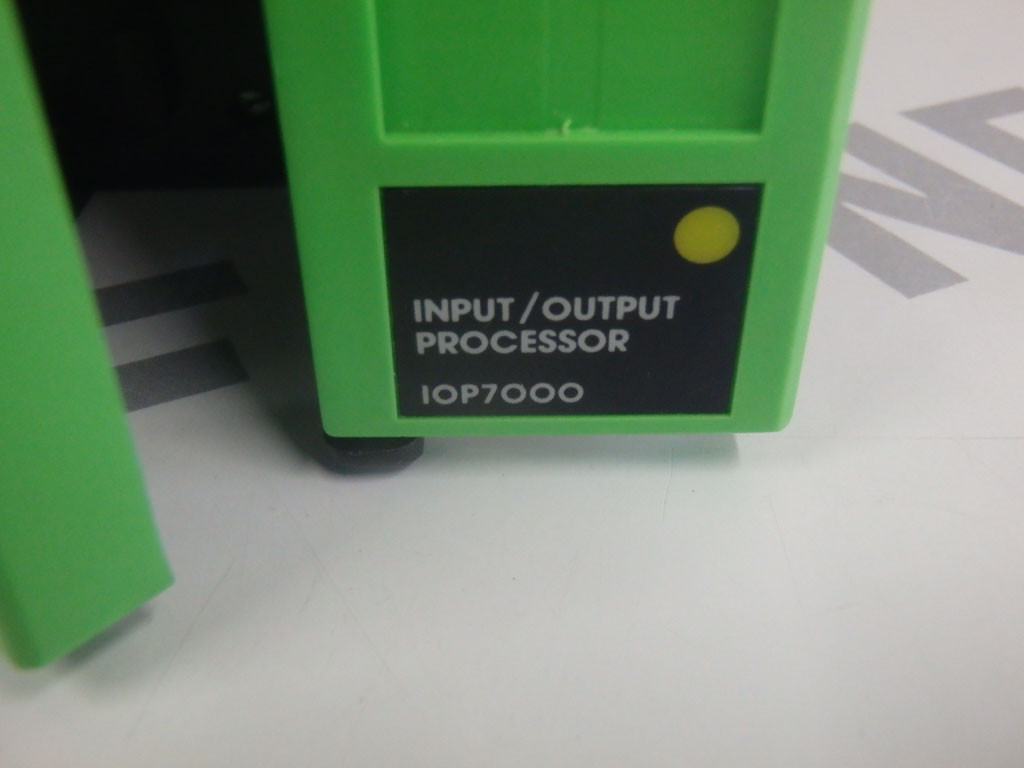 INPUT/OUTPUT
PROCESSOR
IOP7000